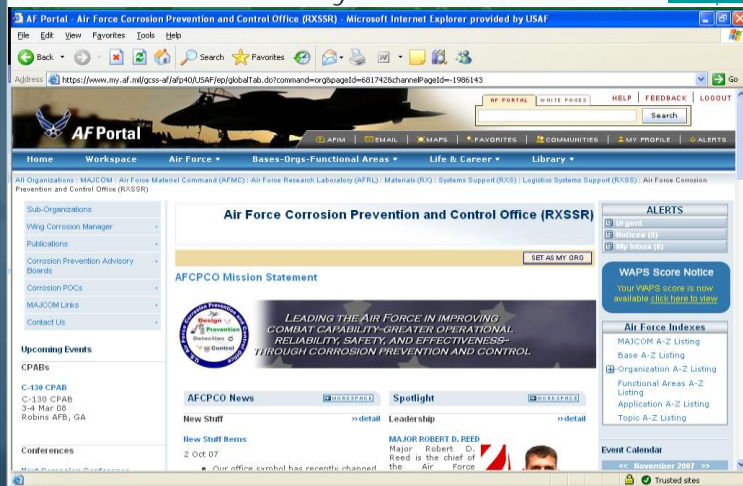 AF Portal - Air Force Corrosion Prevention and Control Office (RXSSR) - Microsoft Internet Explorer provided by USAF
File Edit View Favorites Tools Help
Back Search Favorites
Address https://www.my.af.mil/gcss-af/afp40/USAF/ep/globalTab.do?command=org&pageId=681742&channelPageId=-1986143 Go
AF PORTAL WHITE PAGES HELP FEEDBACK LOGOUT
Search
AF Portal
AFIM EMAIL MAPS FAVORITES COMMUNITIES MY PROFILE ALERTS
Home Workspace Air Force Bases-Orgs-Functional Areas Life & Career Library
All Organizations : MAJCOM : Air Force Materiel Command (AFMC) : Air Force Research Laboratory (AFRL) : Materials (RX) : Systems Support (RXS) : Logistics Systems Support (RXSS) : Air Force Corrosion
Prevention and Control Office (RXSSR)
Sub-Organizations
Wing Corrosion Manager
Publications
Corrosion Prevention Advisory
Boards
Corrosion POCs
MAJCOM Links
Contact Us
Upcoming Events
CPABs
C-130 CPAB
C-130 CPAB
3-4 Mar 08
Robins AFB, GA
Conferences
Air Force Corrosion Prevention and Control Office (RXSSR)
SET AS MY ORG
AFCPCO Mission Statement
Design
Prevention
Detection &
Control
LEADING THE AIR FORCE IN IMPROVING
COMBAT CAPABILITY-GREATER OPERATIONAL
RELIABILITY, SAFETY, AND EFFECTIVENESS-
THROUGH CORROSION PREVENTION AND CONTROL
AFCPCO News WORKSPACE
New Stuff »detail
New Stuff Items
2 Oct 07
Our office symbol has recently changed
Spotlight WORKSPACE
Leadership »detail
MAJOR ROBERT D. REED
Major Robert D.
Reed is the chief of
the Air Force
ALERTS
Urgent
Notices (0)
My Inbox (0)
WAPS Score Notice
Your WAPS score is now
available click here to view
Air Force Indexes
MAJCOM A-Z Listing
Base A-Z Listing
Organization A-Z Listing
Functional Areas A-Z
Listing
Application A-Z Listing
Topic A-Z Listing
Event Calendar
<< November 2007 >>
Trusted sites